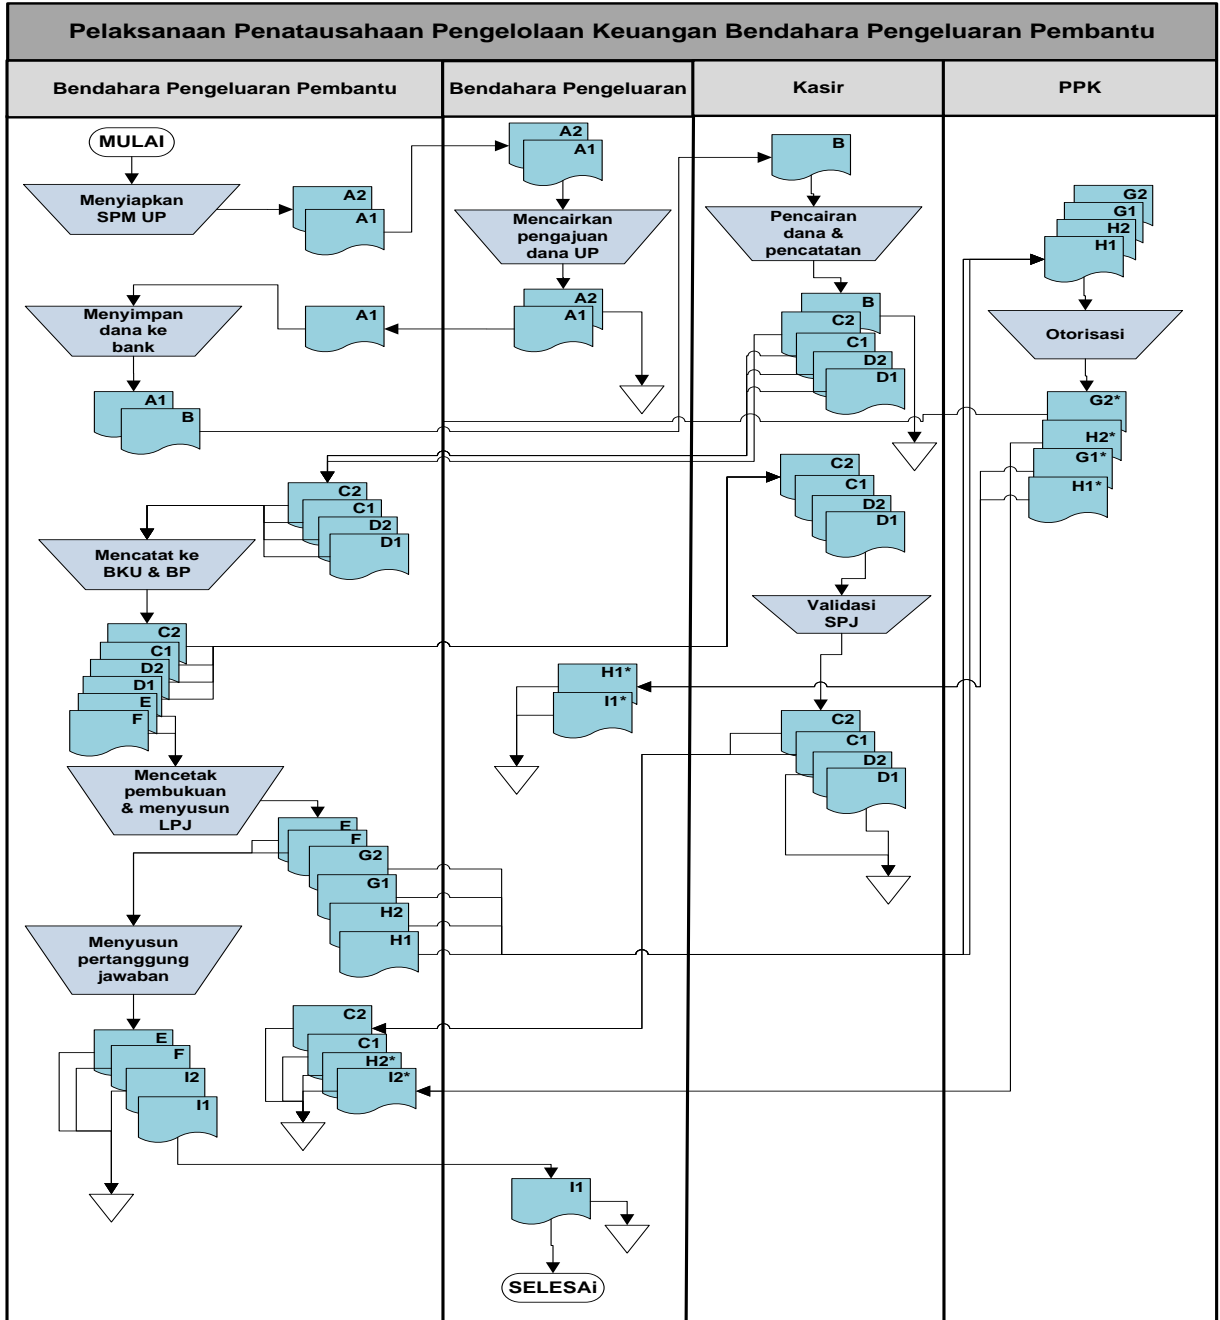 Pelaksanaan Penatausahaan Pengelolaan Keuangan Bendahara Pengeluaran Pembantu
Bendahara Pengeluaran Pembantu
Bendahara Pengeluaran
Kasir
PPK
MULAI
Menyiapkan
SPM UP
A2
A1
A2
A1
Mencairkan
pengajuan
dana UP
A2
A1
A1
Menyimpan
dana ke
bank
A1
B
B
Pencairan
dana &
pencatatan
B
C2
C1
D2
D1
G2
G1
H2
H1
Otorisasi
G2*
H2*
G1*
H1*
C2
C1
D2
D1
Mencatat ke
BKU & BP
C2
C1
D2
D1
E
F
C2
C1
D2
D1
Validasi
SPJ
H1*
I1*
C2
C1
D2
D1
Mencetak
pembukuan
& menyusun
LPJ
E
F
G2
G1
H2
H1
Menyusun
pertanggung
jawaban
E
F
I2
I1
C2
C1
H2*
I2*
I1
SELESAi